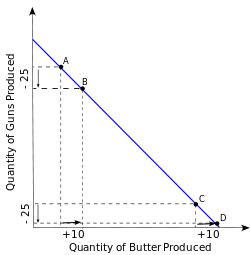 A
B
- 25
Quantity of Guns Produced
C
- 25
D
+10
+10
Quantity of Butter Produced